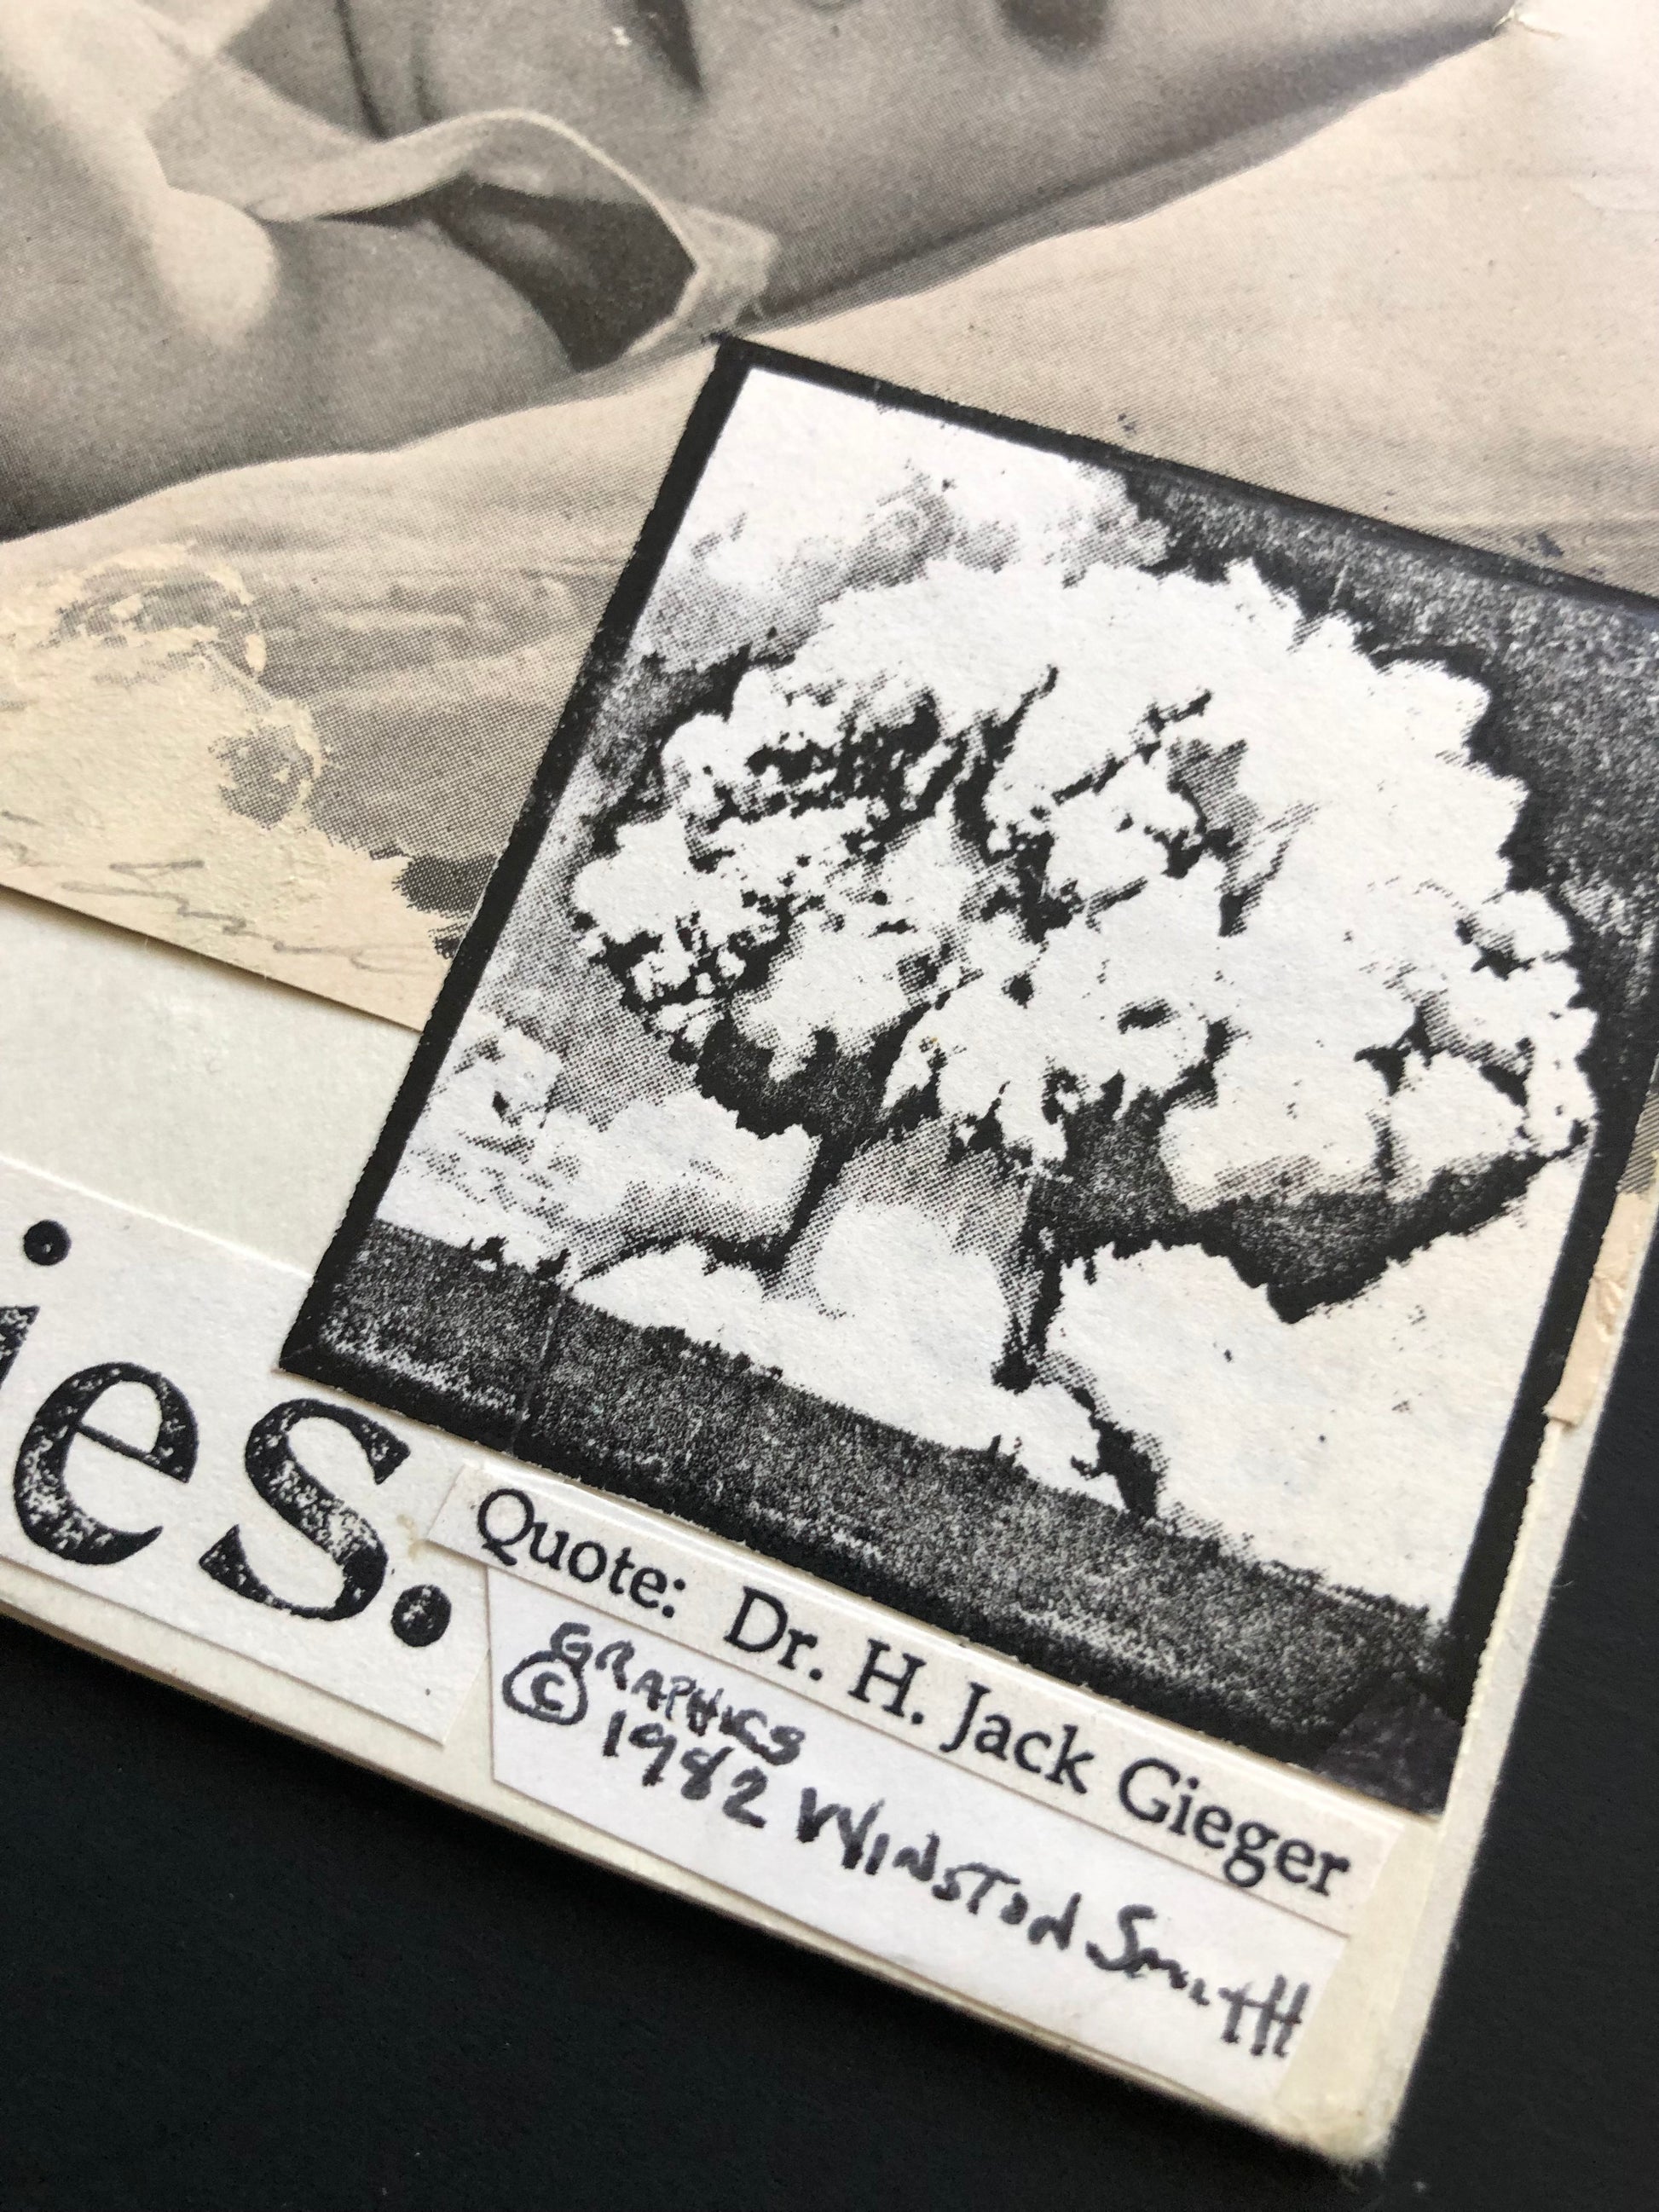 ies.
Quote: Dr. H. Jack Gieger
GRAPHICS
© 1982 WINSTON SMITH